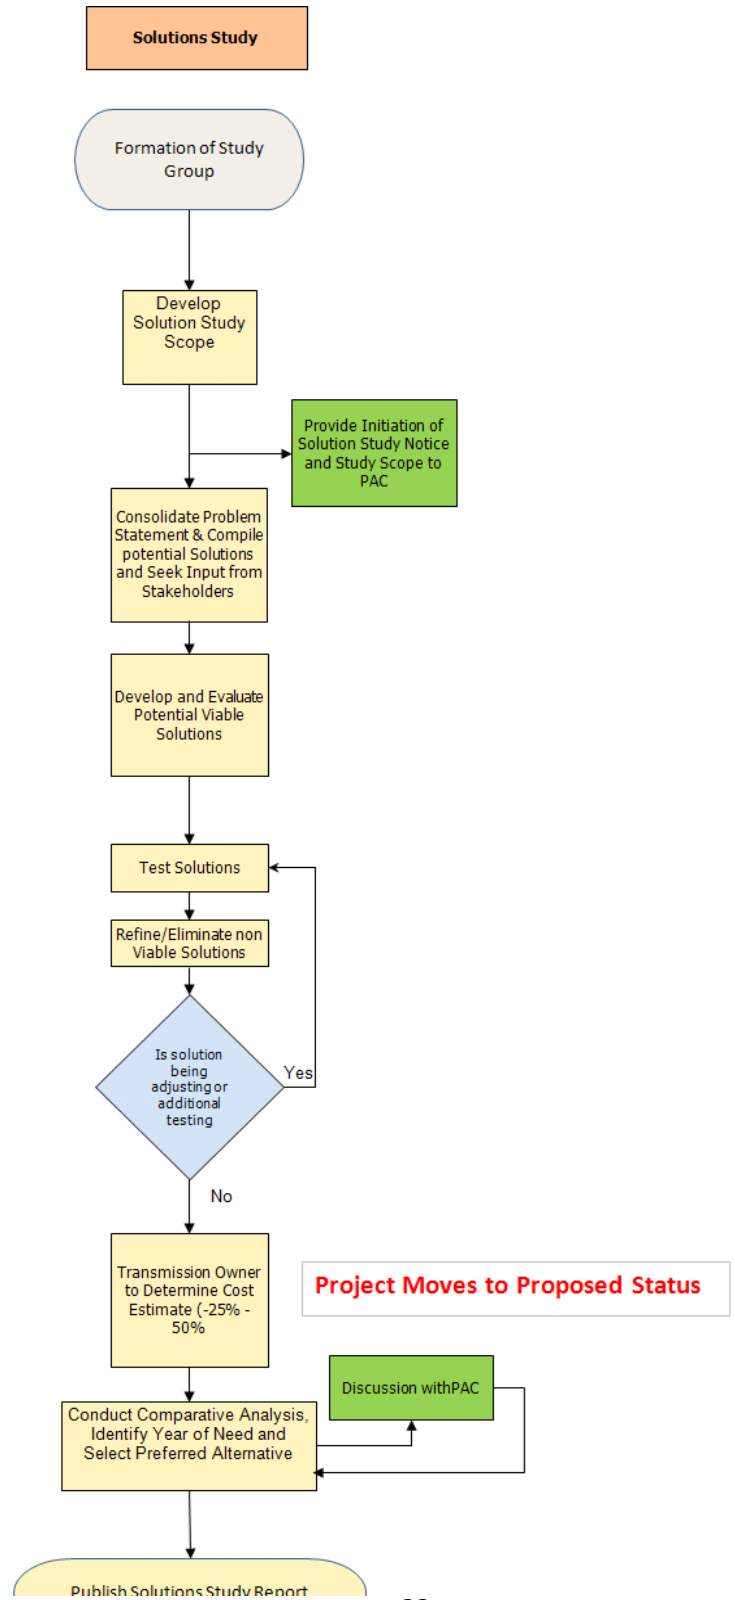 Solutions Study
Formation of Study
Group
Develop
Solution Study
Scope
Provide Initiation of
Solution Study Notice
and Study Scope to
PAC
Consolidate Problem
Statement & Compile
potential Solutions
and Seek Input from
Stakeholders
Develop and Evaluate
Potential Viable
Solutions
Test Solutions
Refine/Eliminate non
Viable Solutions
Is solution
being
adjusting or
additional
testing
Yes
No
Transmission Owner
to Determine Cost
Estimate (-25% -
50%
Project Moves to Proposed Status
Discussion withPAC
Conduct Comparative Analysis,
Identify Year of Need and
Select Preferred Alternative
Publish Solutions Study Report